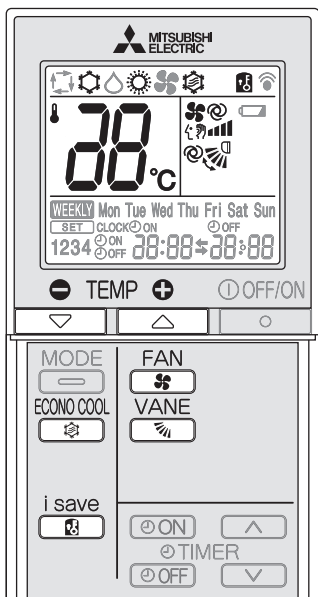 MITSUBISHI
ELECTRIC
88°C
WEEKLY Mon Tue Wed Thu Fri Sat Sun
SET CLOCK ON OFF
1234 ON OFF 88:88 88:88
TEMP OFF/ON
MODE FAN
ECONO COOL VANE
i save
ON
TIMER
OFF